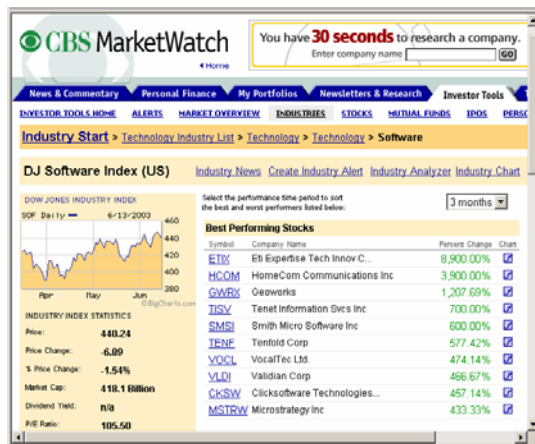 CBS MarketWatch
Home
You have 30 seconds to research a company.
Enter company name GO
News & Commentary Personal Finance My Portfolios Newsletters & Research Investor Tools
INVESTOR TOOLS HOME ALERTS MARKET OVERVIEW INDUSTRIES STOCKS MUTUAL FUNDS IPOS PERSO
Industry Start > Technology Industry List > Technology > Technology > Software
DJ Software Index (US) Industry News Create Industry Alert Industry Analyzer Industry Chart
DOW JONES INDUSTRY INDEX
SOF Daily 6/13/2003
460
440
420
400
380
Apr May Jun
©BigCharts.com
INDUSTRY INDEX STATISTICS
Price: 440.24
Price Change: -6.89
% Price Change: -1.54%
Market Cap: 418.1 Billion
Dividend Yield: n/a
P/E Ratio: 105.50
Select the performance time period to sort
the best and worst performers listed below:
3 months
Best Performing Stocks
Symbol Company Name Percent Change Chart
ETIX Eti Expertise Tech Innov C... 8,900.00%
HCOM HomeCom Communications Inc 3,900.00%
GWRX Geoworks 1,207.69%
TISV Tenet Information Svcs Inc 700.00%
SMSI Smith Micro Software Inc 600.00%
TENF Tenfold Corp 577.42%
VOCL VocalTec Ltd. 474.14%
VLDI Validian Corp 466.67%
CKSW Clicksoftware Technologies... 457.14%
MSTRW Microstrategy Inc 433.33%